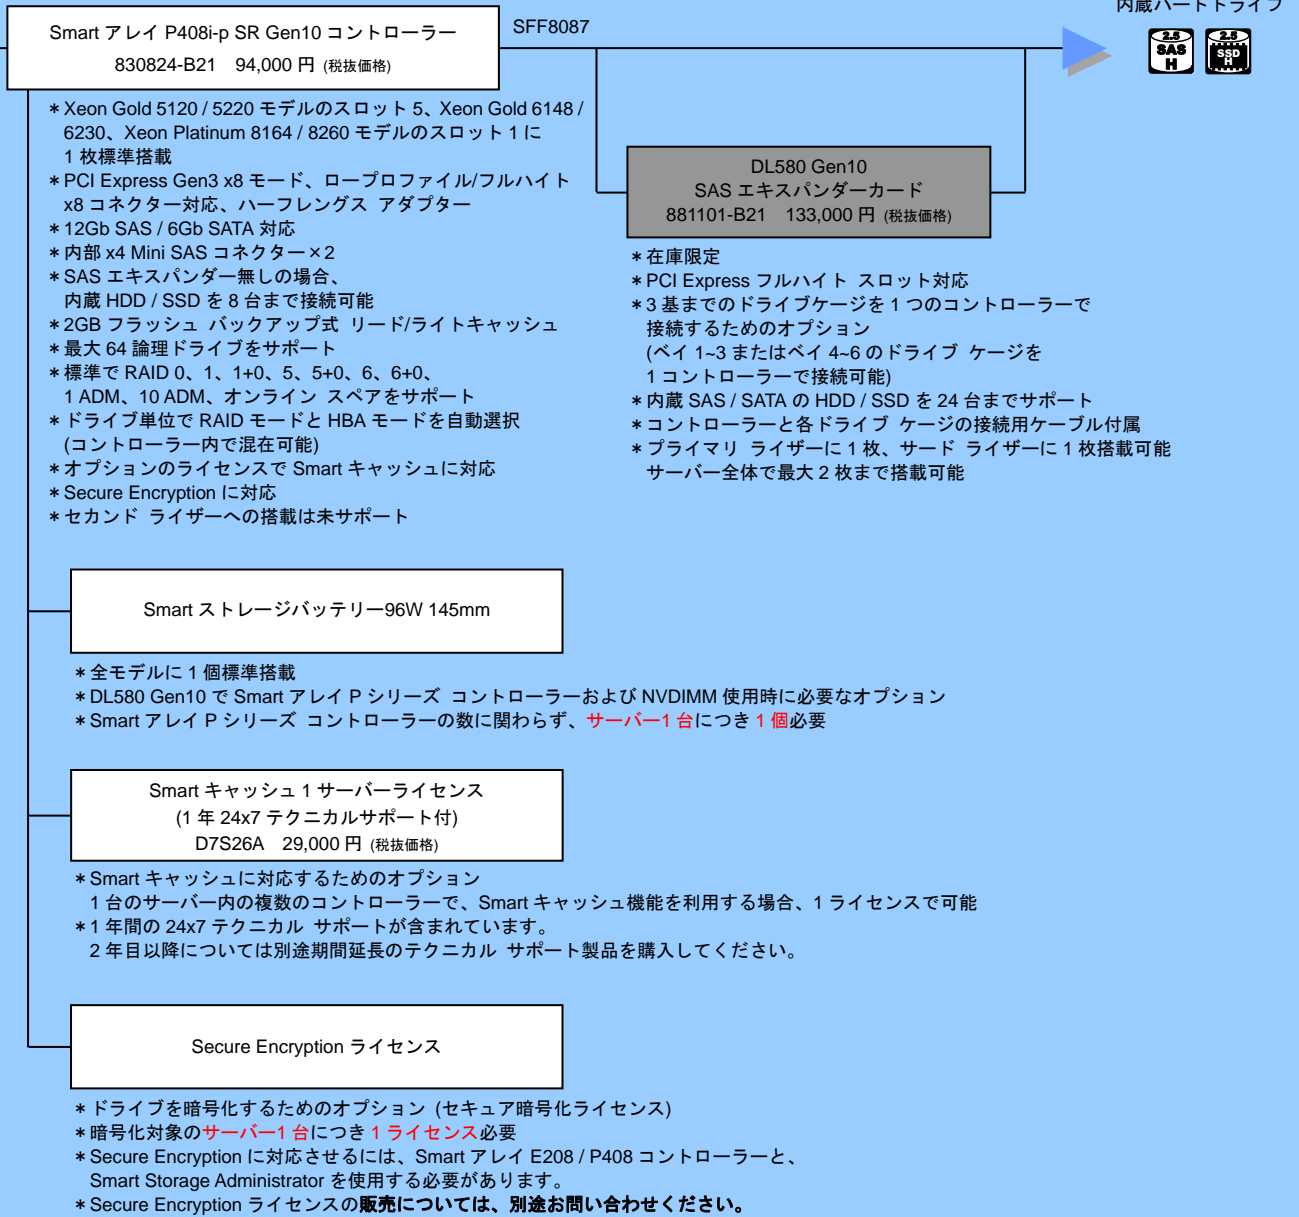 内蔵ハードドライブ
Smart アレイ P408i-p SR Gen10 コントローラー
830824-B21 94,000 円 (税抜価格)
SFF8087
2.5
SAS
H
2.5
SSD
H
＊Xeon Gold 5120 / 5220 モデルのスロット 5、Xeon Gold 6148 /
6230、Xeon Platinum 8164 / 8260 モデルのスロット 1 に
1 枚標準搭載
＊PCI Express Gen3 x8 モード、ロープロファイル/フルハイト
x8 コネクター対応、ハーフレングス アダプター
＊12Gb SAS / 6Gb SATA 対応
＊内部 x4 Mini SAS コネクター×2
＊SAS エキスパンダー無しの場合、
内蔵 HDD / SSD を 8 台まで接続可能
＊2GB フラッシュ バックアップ式 リード/ライトキャッシュ
＊最大 64 論理ドライブをサポート
＊標準で RAID 0、1、1+0、5、5+0、6、6+0、
1 ADM、10 ADM、オンライン スペアをサポート
＊ドライブ単位で RAID モードと HBA モードを自動選択
(コントローラー内で混在可能)
＊オプションのライセンスで Smart キャッシュに対応
＊Secure Encryption に対応
＊セカンド ライザーへの搭載は未サポート
DL580 Gen10
SAS エキスパンダーカード
881101-B21 133,000 円 (税抜価格)
＊在庫限定
＊PCI Express フルハイト スロット対応
＊3 基までのドライブケージを 1 つのコントローラーで
接続するためのオプション
(ベイ 1~3 またはベイ 4~6 のドライブ ケージを
1 コントローラーで接続可能)
＊内蔵 SAS / SATA の HDD / SSD を 24 台までサポート
＊コントローラーと各ドライブ ケージの接続用ケーブル付属
＊プライマリ ライザーに 1 枚、サード ライザーに 1 枚搭載可能
サーバー全体で最大 2 枚まで搭載可能
Smart ストレージバッテリー96W 145mm
＊全モデルに 1 個標準搭載
＊DL580 Gen10 で Smart アレイ P シリーズ コントローラーおよび NVDIMM 使用時に必要なオプション
＊Smart アレイ P シリーズ コントローラーの数に関わらず、サーバー1 台につき 1 個必要
Smart キャッシュ 1 サーバーライセンス
(1 年 24x7 テクニカルサポート付)
D7S26A 29,000 円 (税抜価格)
＊Smart キャッシュに対応するためのオプション
1 台のサーバー内の複数のコントローラーで、Smart キャッシュ機能を利用する場合、1 ライセンスで可能
＊1 年間の 24x7 テクニカル サポートが含まれています。
2 年目以降については別途期間延長のテクニカル サポート製品を購入してください。
Secure Encryption ライセンス
＊ドライブを暗号化するためのオプション (セキュア暗号化ライセンス)
＊暗号化対象のサーバー1 台につき 1 ライセンス必要
＊Secure Encryption に対応させるには、Smart アレイ E208 / P408 コントローラーと、
Smart Storage Administrator を使用する必要があります。
＊Secure Encryption ライセンスの販売については、別途お問い合わせください。